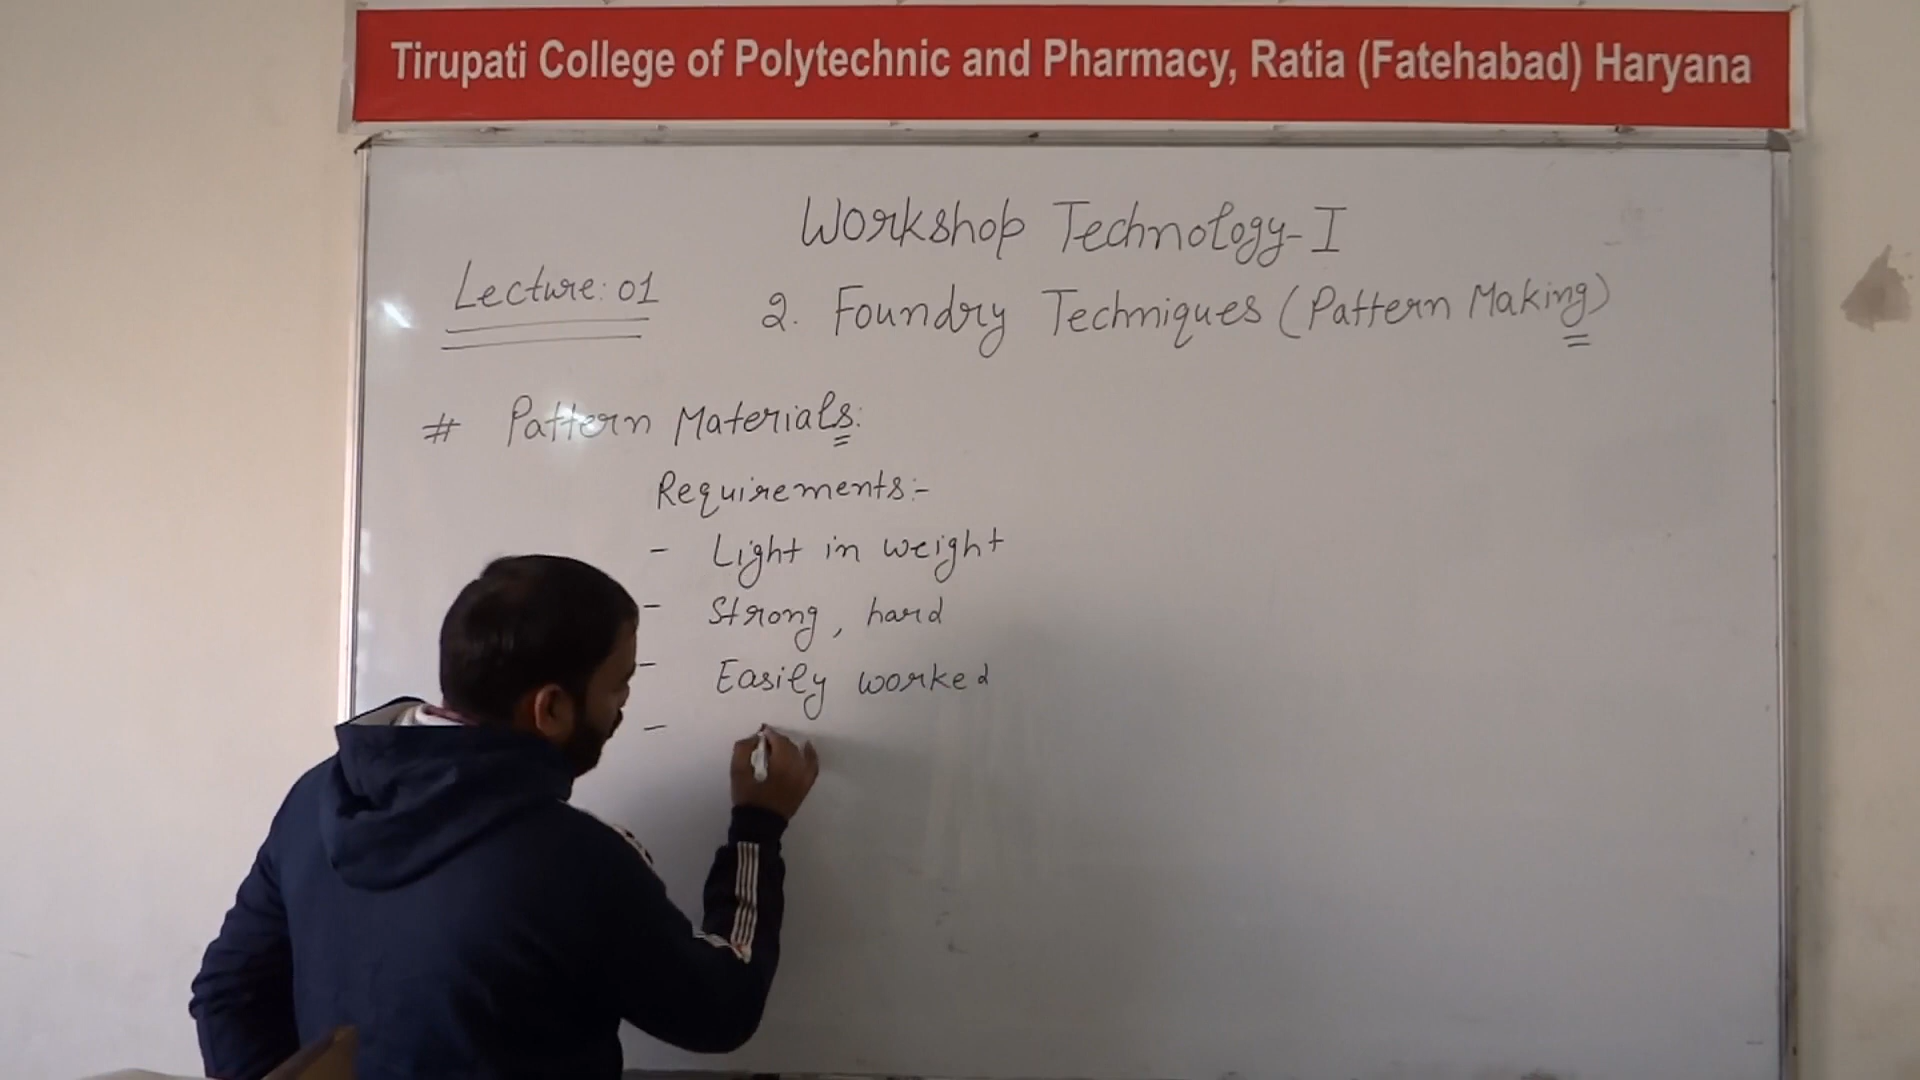 Tirupati College of Polytechnic and Pharmacy, Ratia (Fatehabad) Haryana
Workshop Technology-I
Lecture: 01
2. Foundry Techniques (Pattern Making)
# Pattern Materials:
Requirements:-
- Light in weight
- Strong, hard
- Easily worked
-